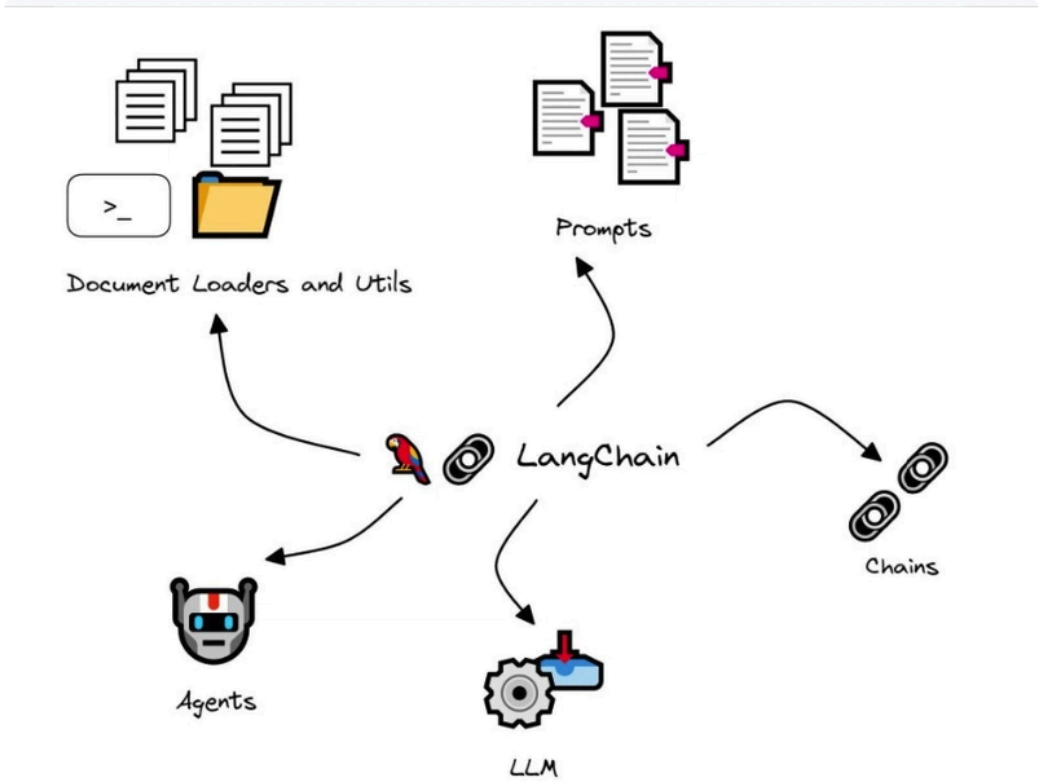 Prompts
>_
Document Loaders and Utils
LangChain
Chains
Agents
LLM